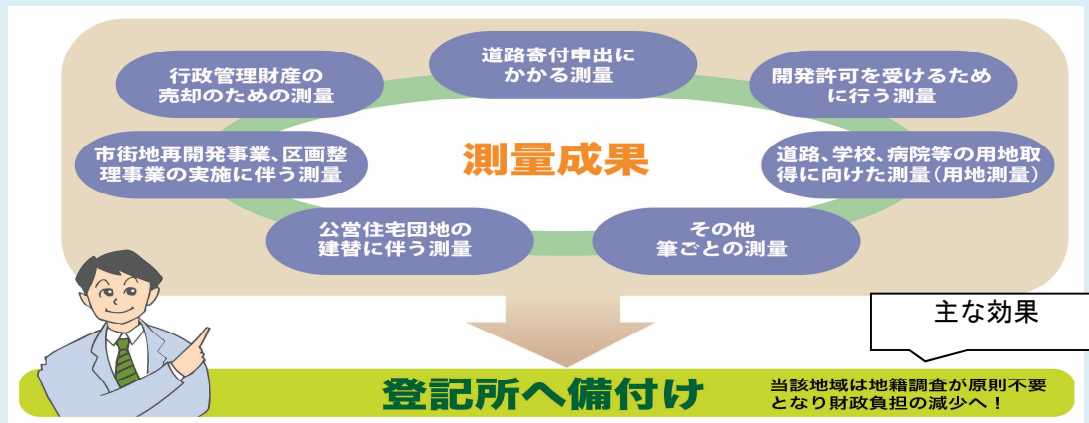 道路寄付申出に
かかる測量
行政管理財産の
売却のための測量
開発許可を受けるため
に行う測量
市街地再開発事業、区画整
理事業の実施に伴う測量
測量成果
道路、学校、病院等の用地取
得に向けた測量(用地測量)
公営住宅団地の
建替に伴う測量
その他
筆ごとの測量
主な効果
登記所へ備付け
当該地域は地籍調査が原則不要
となり財政負担の減少へ!